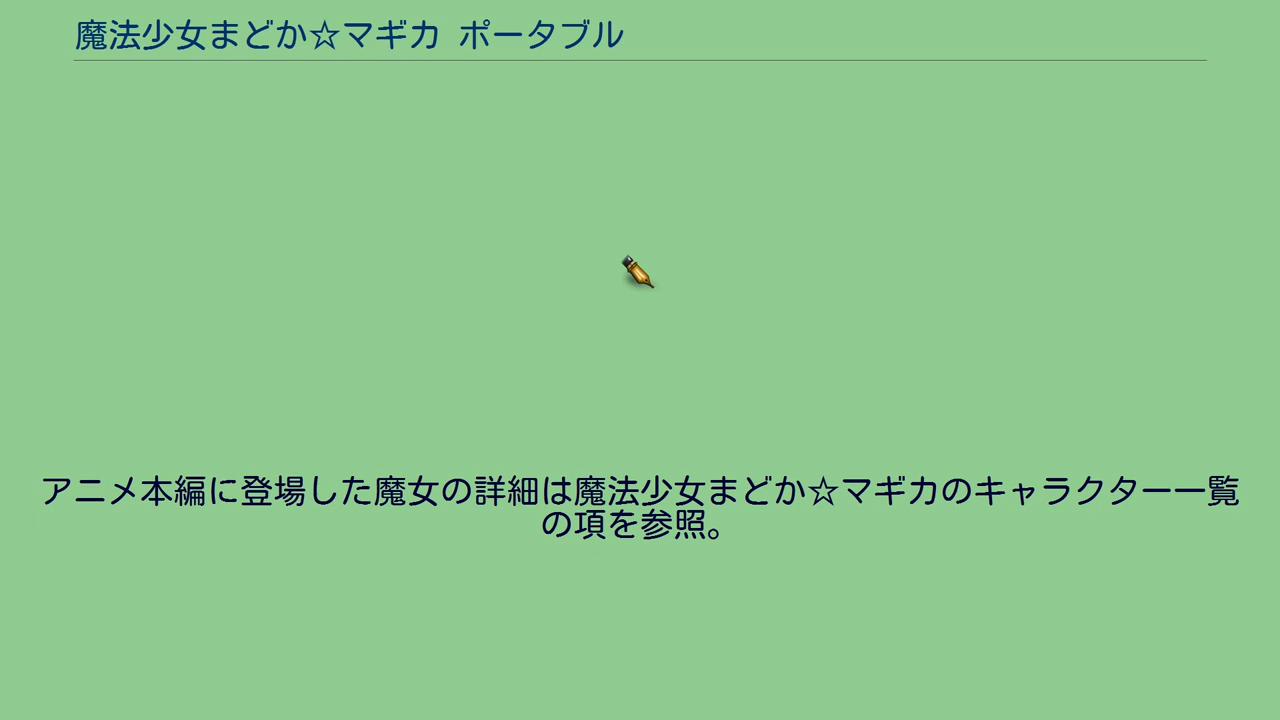 魔法少女まどか☆マギカ ポータブル
アニメ本編に登場した魔女の詳細は魔法少女まどか☆マギカのキャラクター一覧
の項を参照。